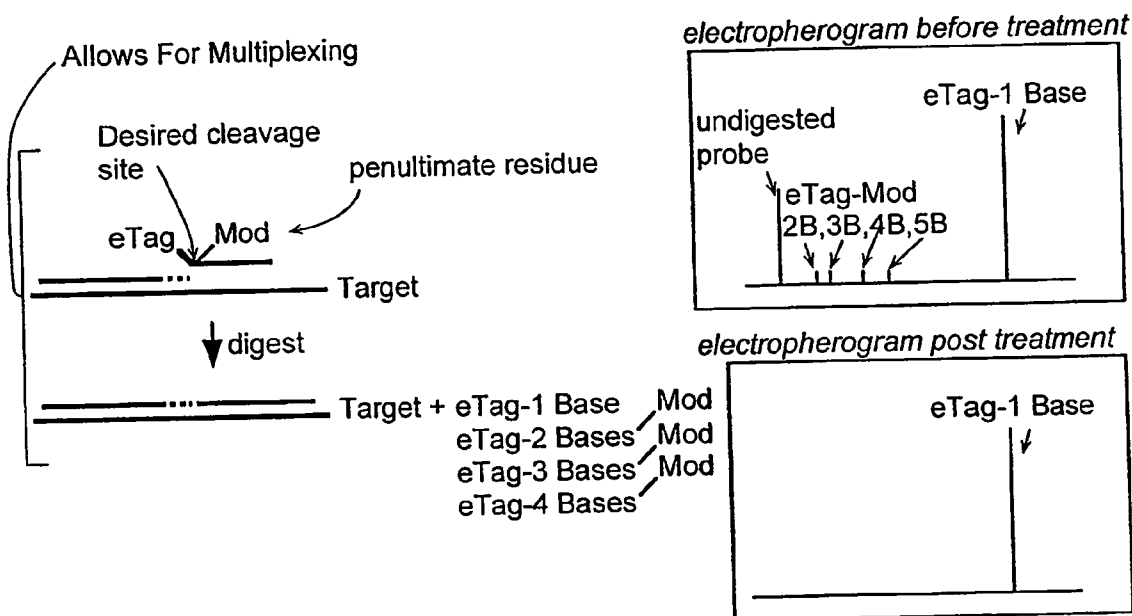 Allows For Multiplexing
Desired cleavage
site
penultimate residue
eTag
Mod
Target
digest
Target + eTag-1 Base
Mod
eTag-2 Bases
Mod
eTag-3 Bases
Mod
eTag-4 Bases
electropherogram before treatment
eTag-1 Base
undigested
probe
eTag-Mod
2B,3B,4B,5B
electropherogram post treatment
eTag-1 Base